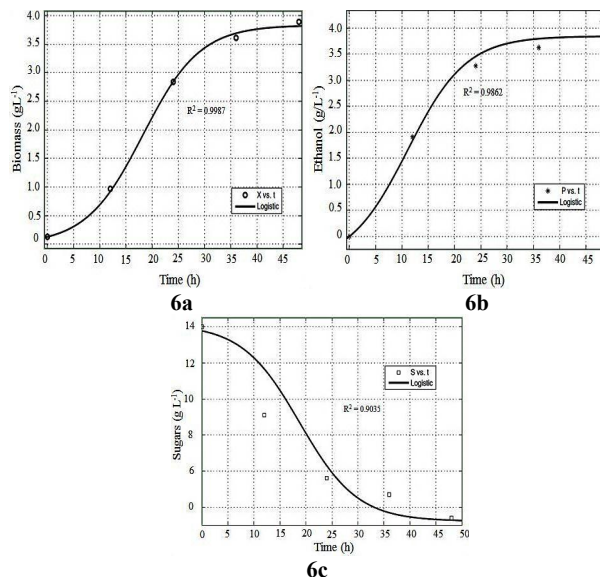 4.0
3.5
3.0
2.5
2.0
1.5
1.0
0.5
0
Biomass (gL-1)
R2 = 0.9987
X vs. t
Logistic
0 5 10 15 20 25 30 35 40 45
Time (h)
6a
4.0
3.5
3.0
2.5
2.0
1.5
1.0
0.5
0
Ethanol (g/L-1)
R2 = 0.9862
P vs. t
Logistic
0 5 10 15 20 25 30 35 40 45
Time (h)
6b
14
12
10
8
6
0
Sugars (g L-1)
S vs. t
Logistic
R2 = 0.9035
0 5 10 15 20 25 30 35 40 45 50
Time (h)
6c